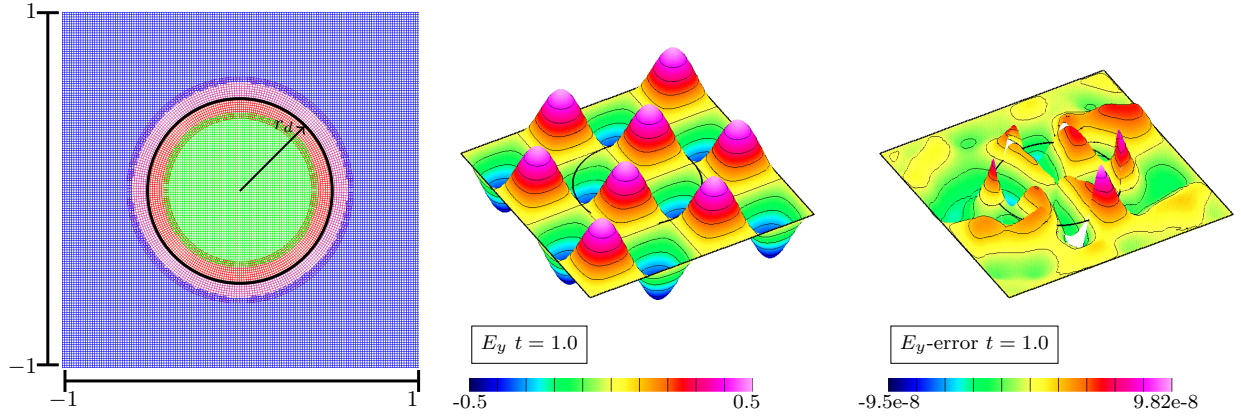 1
r_d
−1
−1
1
E_y t = 1.0
-0.5
0.5
E_y-error t = 1.0
-9.5e-8
9.82e-8